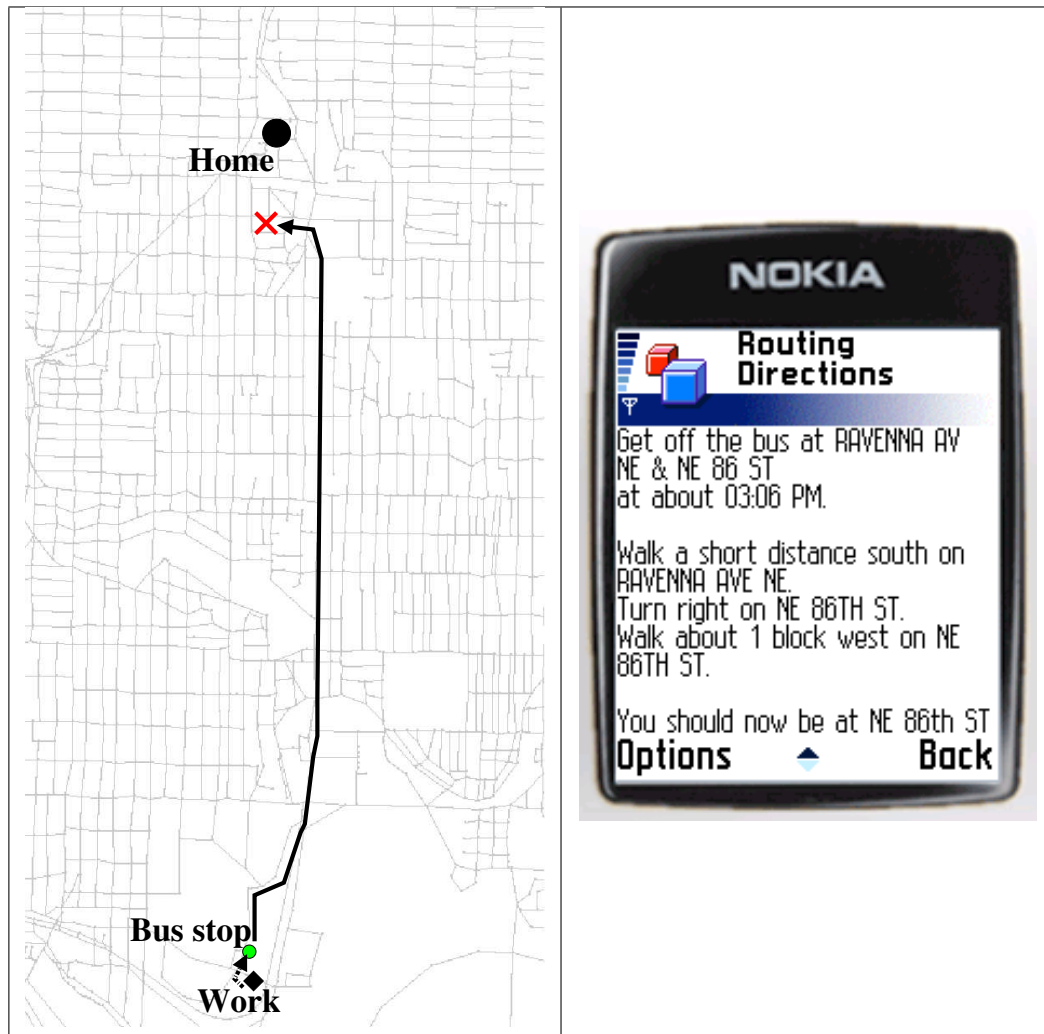 Home
Bus stop
Work
NOKIA
Routing
Directions
Get off the bus at RAVENNA AV
NE & NE 86 ST
at about 03:06 PM.
Walk a short distance south on
RAVENNA AVE NE.
Turn right on NE 86TH ST.
Walk about 1 block west on NE
86TH ST.
You should now be at NE 86th ST
Options
Back